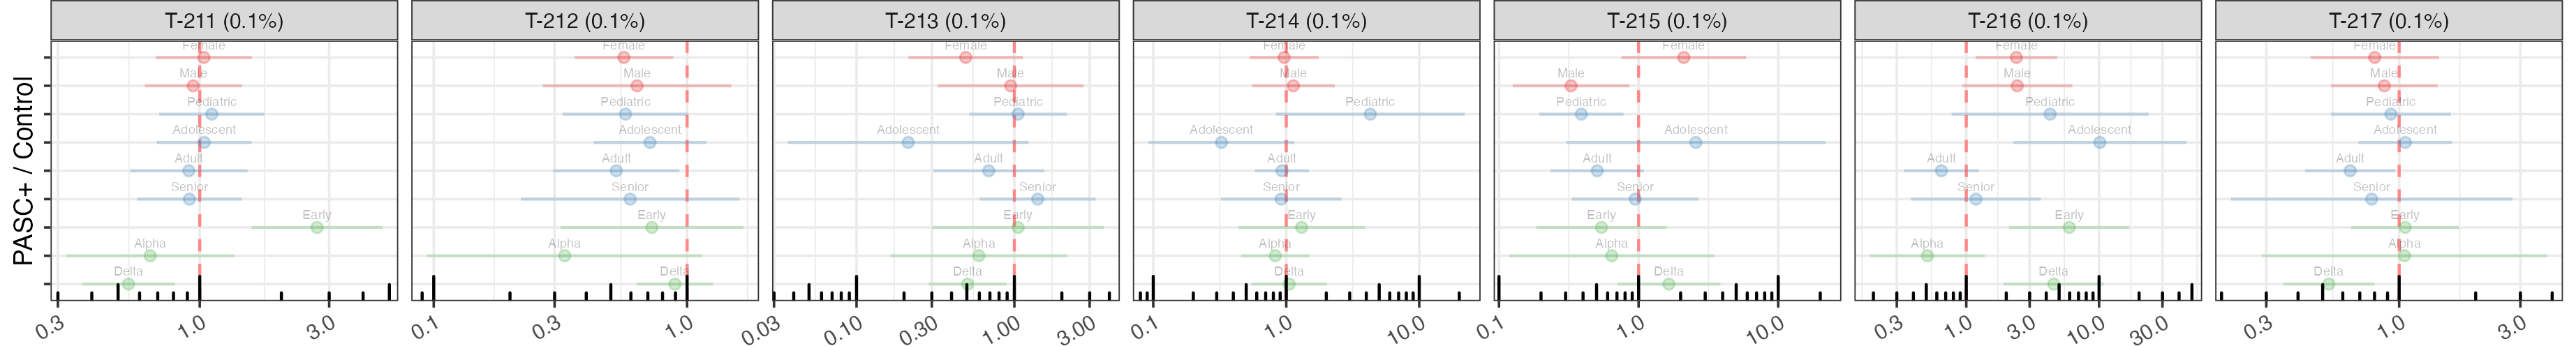 T-211 (0.1%)
T-212 (0.1%)
T-213 (0.1%)
T-214 (0.1%)
T-215 (0.1%)
T-216 (0.1%)
T-217 (0.1%)
PASC+ / Control
Female
Male
Pediatric
Adolescent
Adult
Senior
Early
Alpha
Delta
0.3 1.0 3.0
Female
Male
Pediatric
Adolescent
Adult
Senior
Early
Alpha
Delta
0.1 0.3 1.0
Female
Male
Pediatric
Adolescent
Adult
Senior
Early
Alpha
Delta
0.03 0.10 0.30 1.00 3.00
Female
Male
Pediatric
Adolescent
Adult
Senior
Early
Alpha
Delta
0.1 1.0 10.0
Female
Male
Pediatric
Adolescent
Adult
Senior
Early
Alpha
Delta
0.1 1.0 10.0
Female
Male
Pediatric
Adolescent
Adult
Senior
Early
Alpha
Delta
0.3 1.0 3.0 10.0 30.0
Female
Male
Pediatric
Adolescent
Adult
Senior
Early
Alpha
Delta
0.3 1.0 3.0